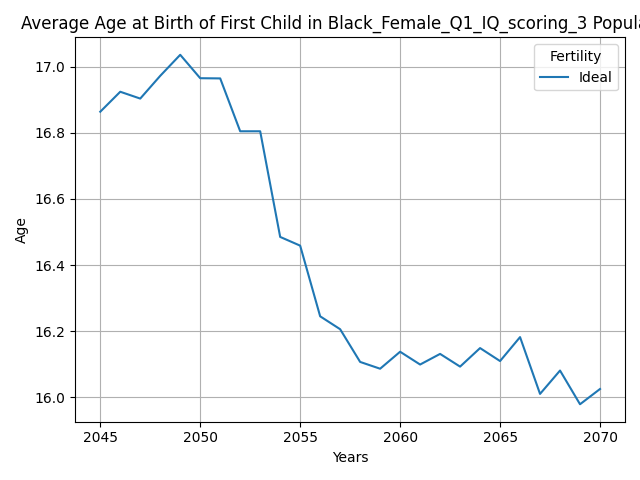 Average Age at Birth of First Child in Black_Female_Q1_IQ_scoring_3 Popula
17.0
16.8
16.6
16.4
16.2
16.0
Age
Fertility
Ideal
2045 2050 2055 2060 2065 2070
Years